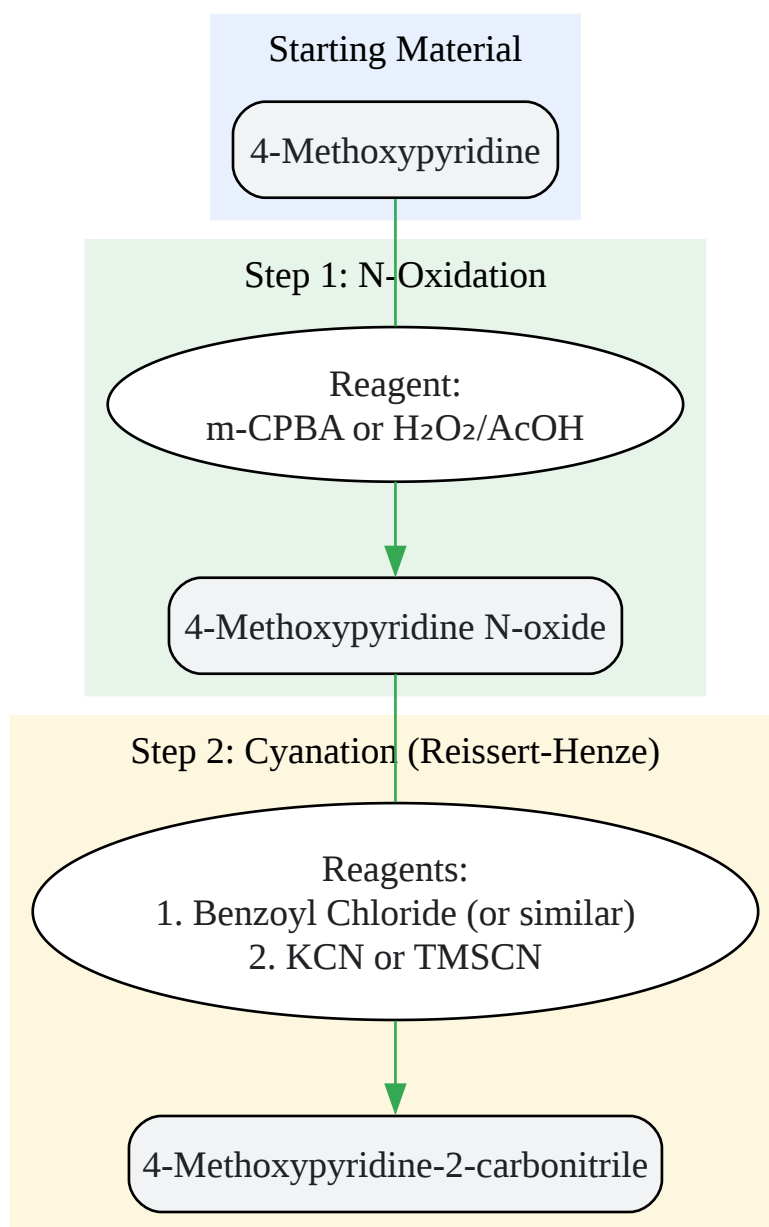 Starting Material
4-Methoxypyridine
Step 1: N-Oxidation
Reagent:
m-CPBA or H₂O₂/AcOH
4-Methoxypyridine N-oxide
Step 2: Cyanation (Reissert-Henze)
Reagents:
1. Benzoyl Chloride (or similar)
2. KCN or TMSCN
4-Methoxypyridine-2-carbonitrile